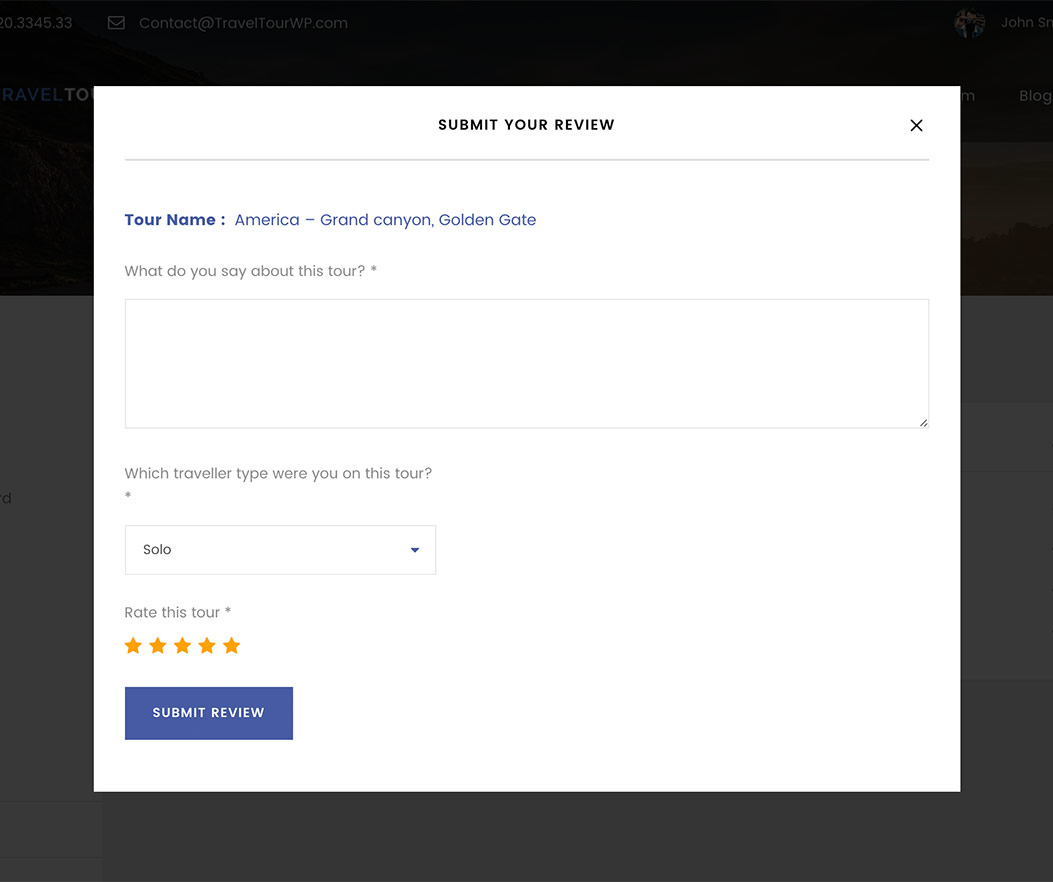 20.3345.33 Contact@TravelTourWP.com John Sn
RAVELTOU m Blog
SUBMIT YOUR REVIEW
Tour Name : America – Grand canyon, Golden Gate
What do you say about this tour? *
Which traveller type were you on this tour?
*
rd
Solo
Rate this tour *
SUBMIT REVIEW